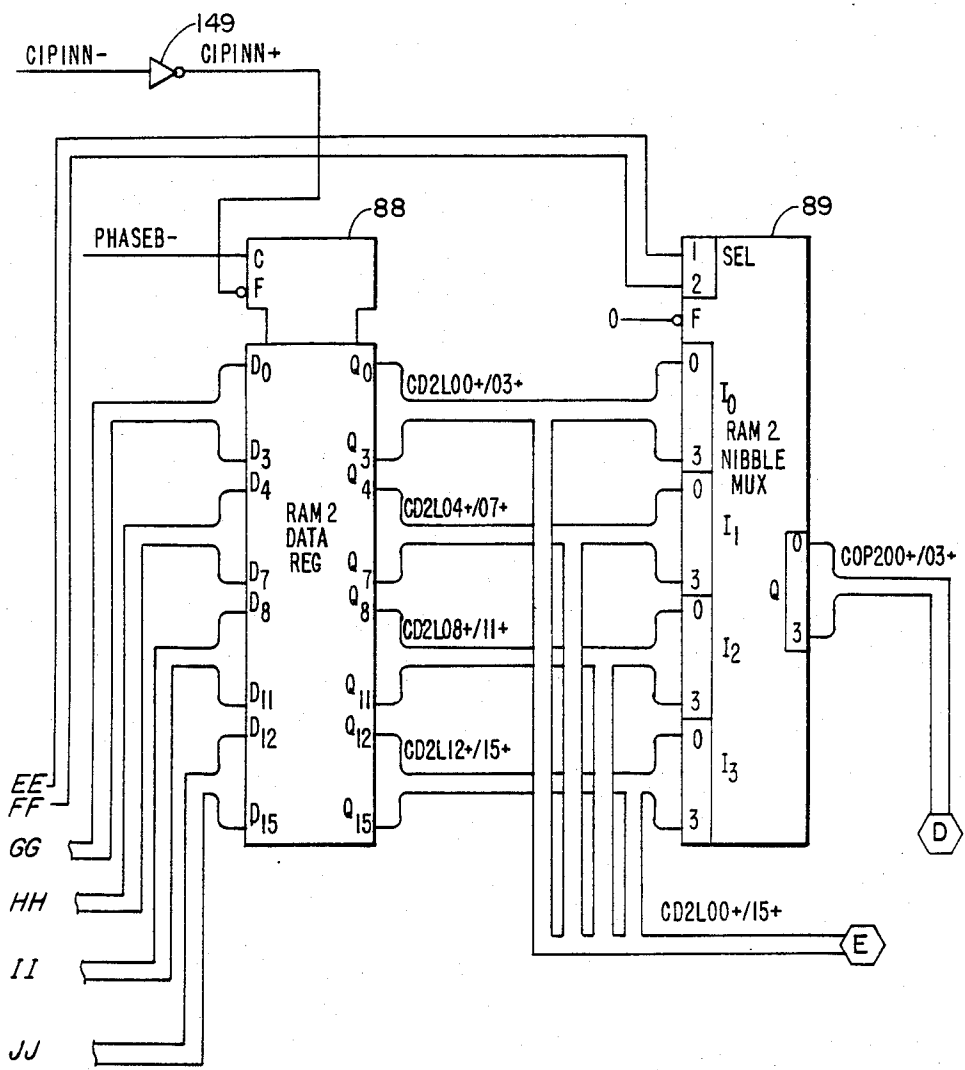 149
CIPINN- CIPINN+
88
89
PHASEB-
C
F
1 SEL
2
0 F
D0 Q0 CD2L00+/03+ 0 I0
D3 Q3 3
RAM 2 NIBBLE MUX
D4 Q4 CD2L04+/07+ 0 I1
RAM 2 DATA REG
D7 Q7 3
D8 Q8 CD2L08+/11+ 0 I2
D11 Q11 3
D12 Q12 CD2L12+/15+ 0 I3
D15 Q15 3
Q 0 COP200+/03+
3
EE
FF
GG
D
HH
CD2L00+/15+
E
II
JJ